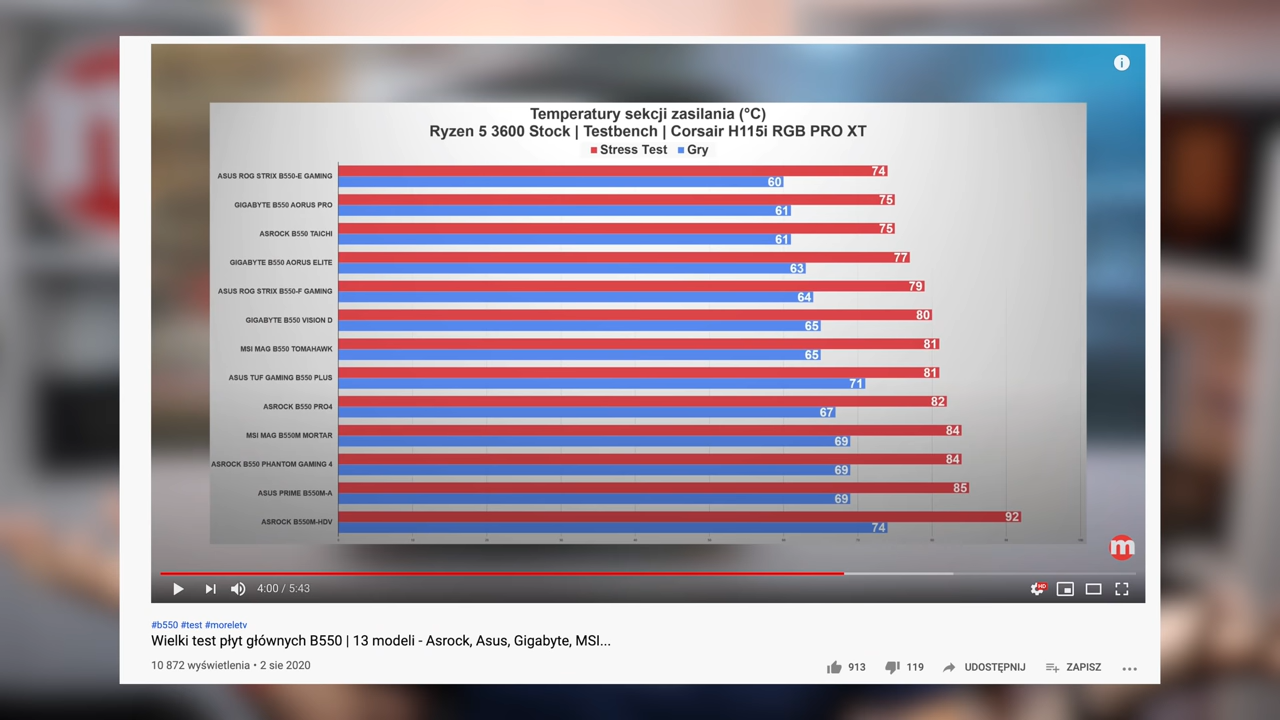 Temperatury sekcji zasilania (°C)
Ryzen 5 3600 Stock | Testbench | Corsair H115i RGB PRO XT
Stress Test Gry
ASUS ROG STRIX B550-E GAMING 74 60
GIGABYTE B550 AORUS PRO 75 61
ASROCK B550 TAICHI 75 61
GIGABYTE B550 AORUS ELITE 77 63
ASUS ROG STRIX B550-F GAMING 79 64
GIGABYTE B550 VISION D 80 65
MSI MAG B550 TOMAHAWK 81 65
ASUS TUF GAMING B550 PLUS 81 71
ASROCK B550 PRO4 82 67
MSI MAG B550M MORTAR 84 69
ASROCK B550 PHANTOM GAMING 4 84 69
ASUS PRIME B550M-A 85 69
ASROCK B550M-HDV 92 74
m
4:00 / 5:43
HD
#b550 #test #moreletv
Wielki test płyt głównych B550 | 13 modeli - Asrock, Asus, Gigabyte, MSI...
10 872 wyświetlenia • 2 sie 2020
913 119 UDOSTĘPNIJ ZAPISZ